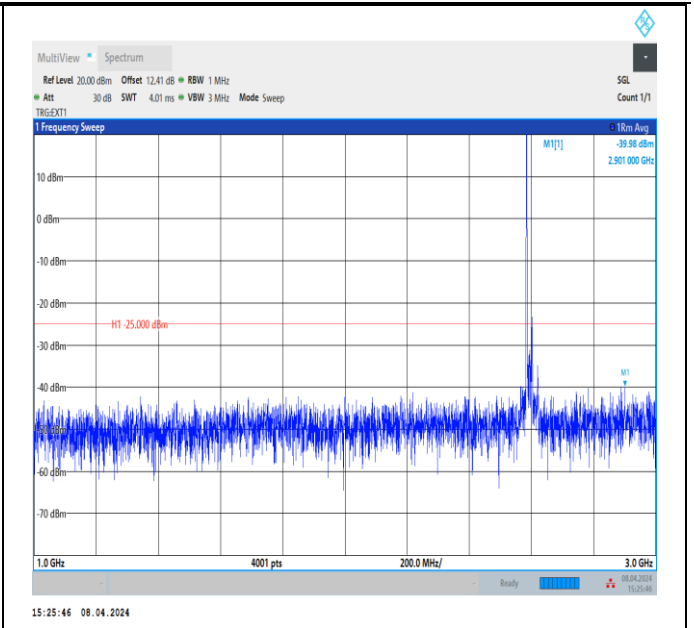 R&S
MultiView Spectrum
Ref Level 20.00 dBm Offset 12.41 dB RBW 1 MHz SGL
Att 30 dB SWT 4.01 ms VBW 3 MHz Mode Sweep Count 1/1
TRG:EXT1
1 Frequency Sweep 1Rm Avg
M1[1] -39.98 dBm
2.901 000 GHz
10 dBm
0 dBm
-10 dBm
-20 dBm
H1 -25.000 dBm
-30 dBm
M1
-40 dBm
-50 dBm
-60 dBm
-70 dBm
1.0 GHz 4001 pts 200.0 MHz/ 3.0 GHz
- - Ready 08.04.2024
15:25:46
15:25:46 08.04.2024